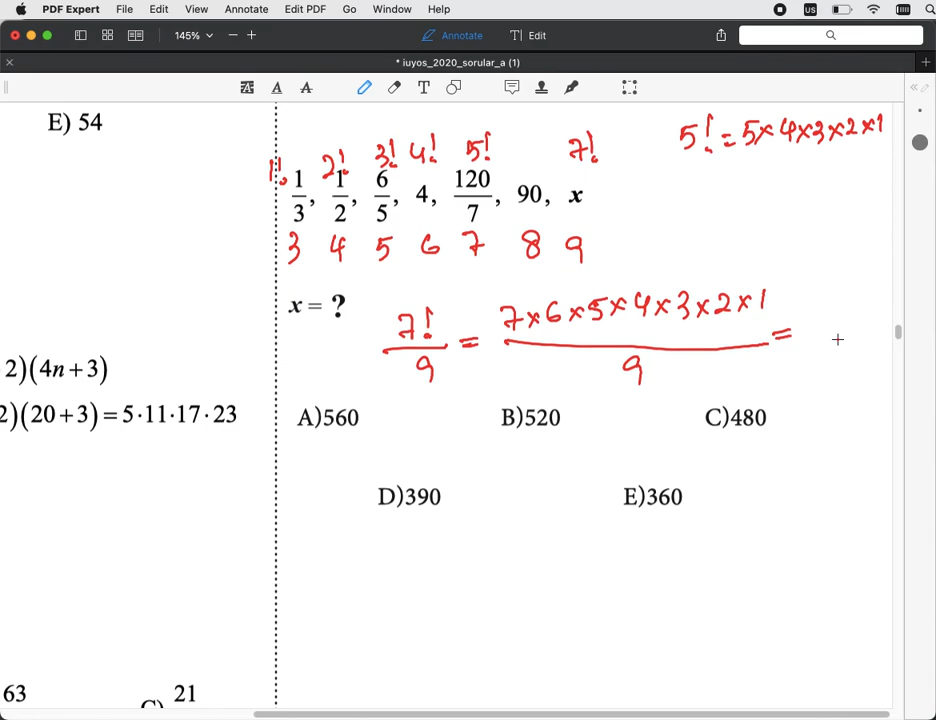 PDF Expert File Edit View Annotate Edit PDF Go Window Help US
145% Annotate Edit
* iuyos_2020_sorular_a (1)
E) 54
2)(4n + 3)
2)(20 + 3) = 5·11·17·23
63
C) 21
5! = 5×4×3×2×1
1! 2! 3! 4! 5! 7!
1/3, 1/2, 6/5, 4, 120/7, 90, x
3 4 5 6 7 8 9
x = ?
7!/9 = 7×6×5×4×3×2×1/9 =
A)560 B)520 C)480
D)390 E)360